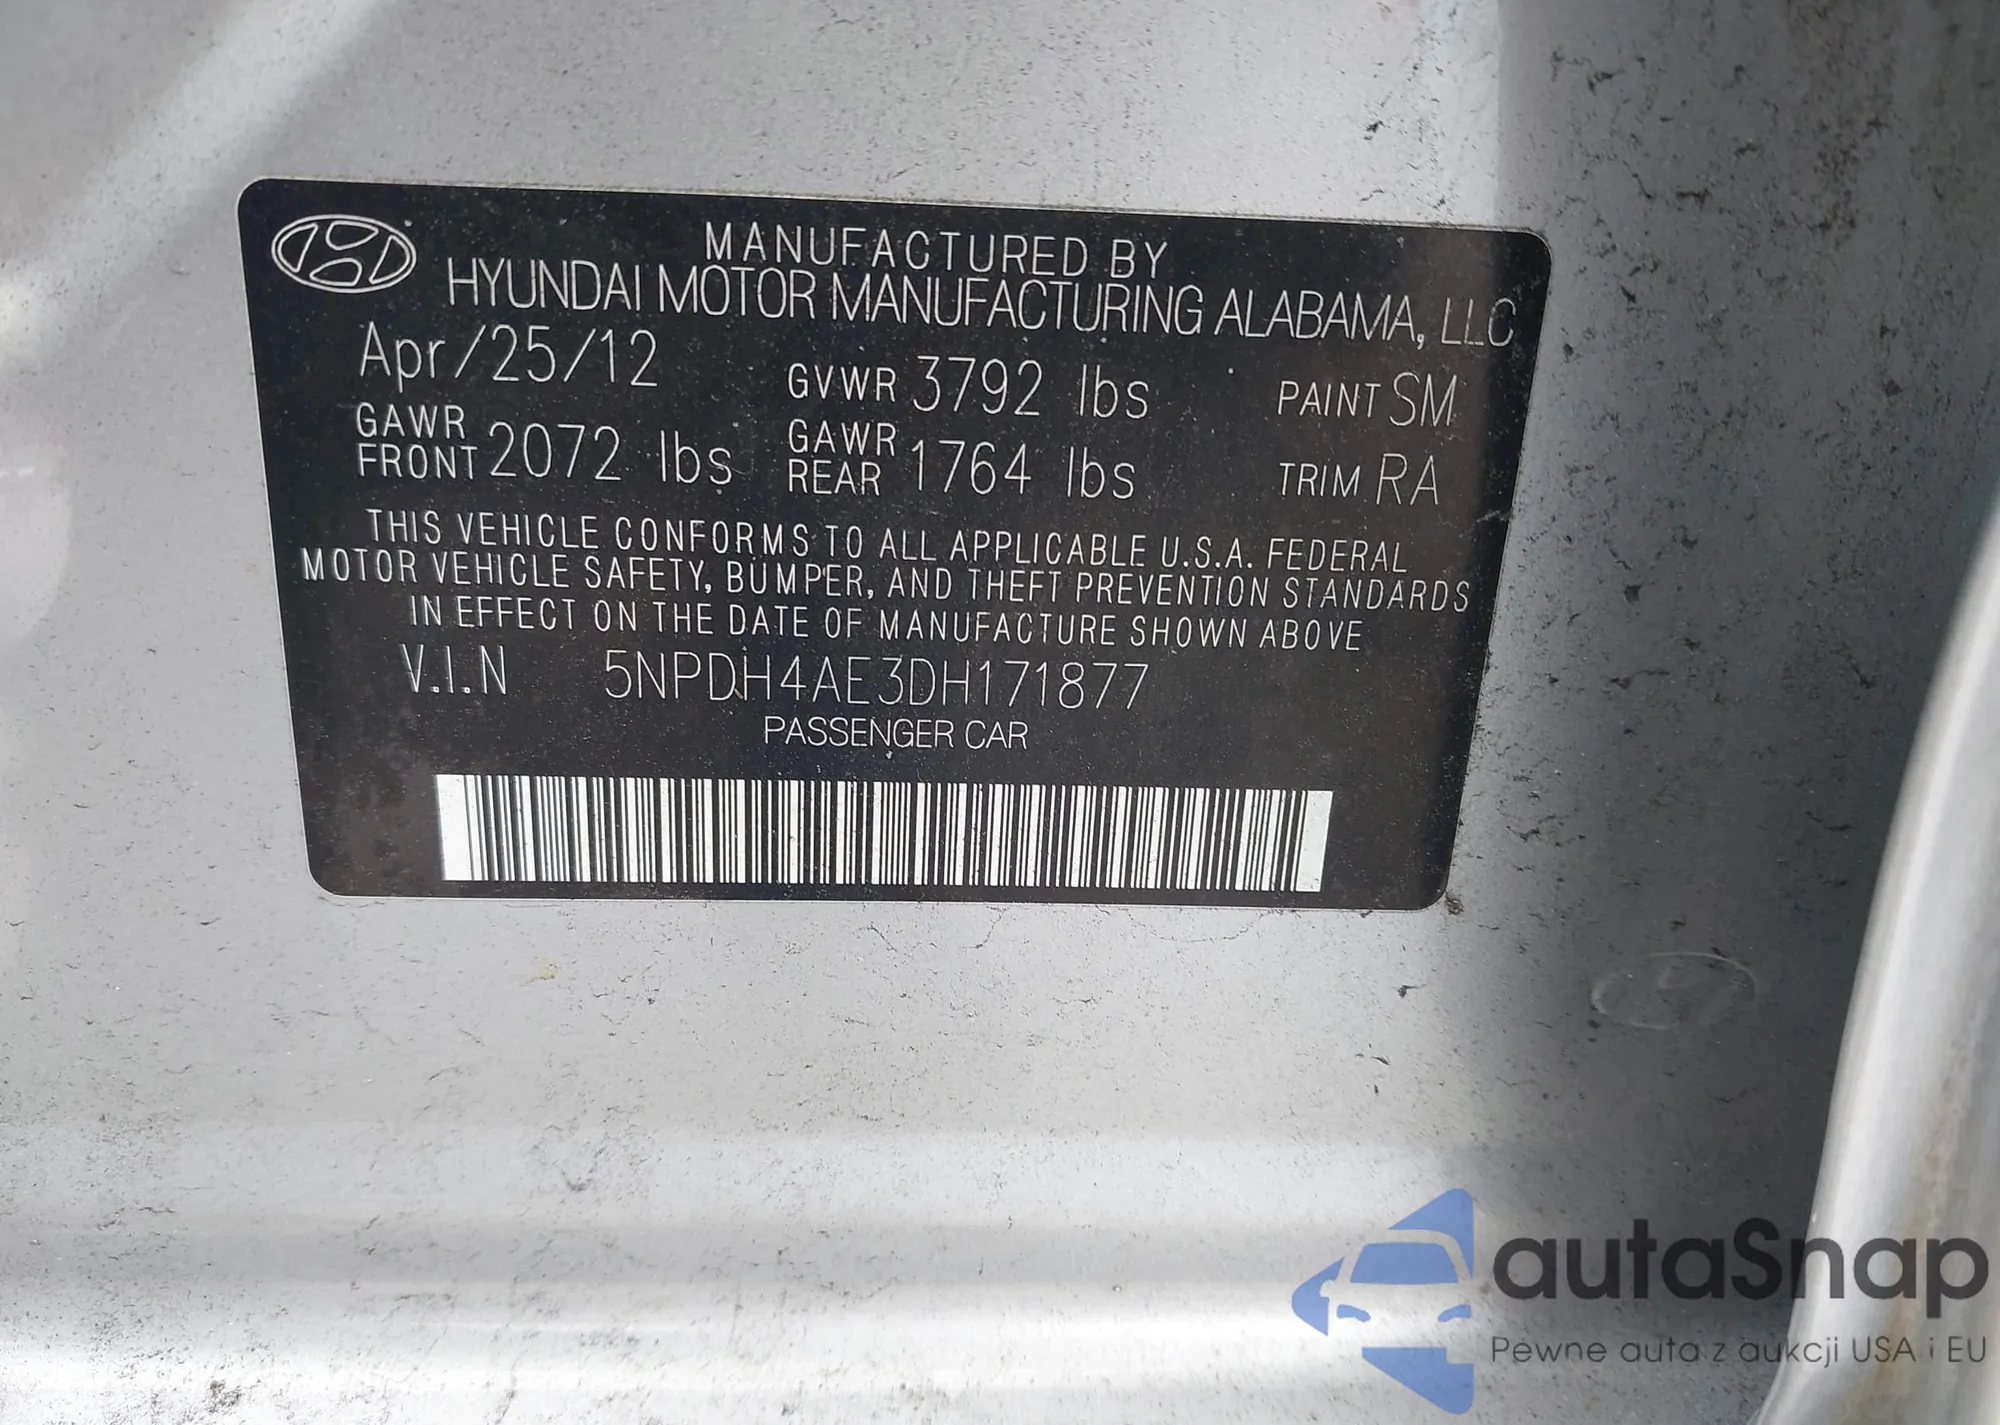 MANUFACTURED BY
HYUNDAI MOTOR MANUFACTURING ALABAMA, LLC
Apr/25/12 GVWR 3792 lbs PAINT SM
GAWR FRONT 2072 lbs GAWR REAR 1764 lbs TRIM RA
THIS VEHICLE CONFORMS TO ALL APPLICABLE U.S.A. FEDERAL
MOTOR VEHICLE SAFETY, BUMPER, AND THEFT PREVENTION STANDARDS
IN EFFECT ON THE DATE OF MANUFACTURE SHOWN ABOVE
V.I.N 5NPDH4AE3DH171877
PASSENGER CAR
autaSnap
Pewne auta z aukcji USA i EU